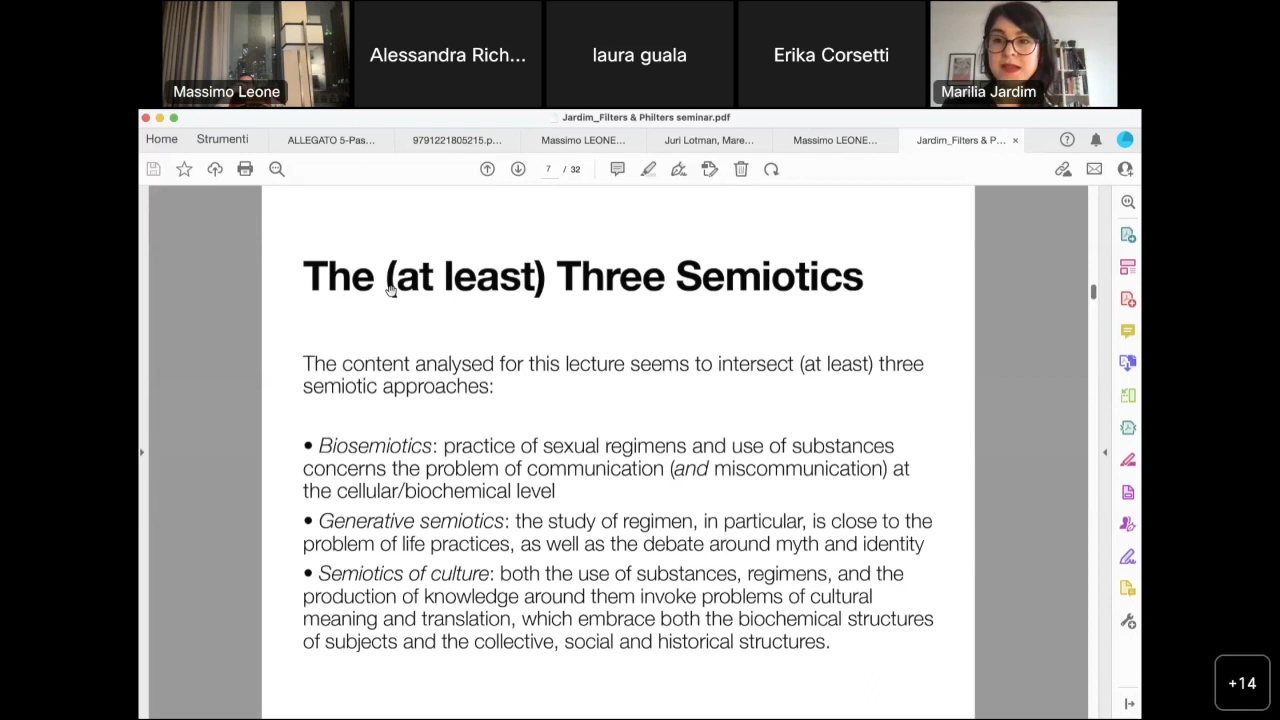 Massimo Leone
Alessandra Rich...
laura guala
Erika Corsetti
Marilia Jardim
Jardim_Filters & Philters seminar.pdf
Home
Strumenti
ALLEGATO 5-Pas...
9791221805215.p...
Massimo LEONE...
Juri Lotman, Mare...
Massimo LEONE...
Jardim_Filters & P...
7 / 32
The (at least) Three Semiotics
The content analysed for this lecture seems to intersect (at least) three
semiotic approaches:
• Biosemiotics: practice of sexual regimens and use of substances
concerns the problem of communication (and miscommunication) at
the cellular/biochemical level
• Generative semiotics: the study of regimen, in particular, is close to the
problem of life practices, as well as the debate around myth and identity
• Semiotics of culture: both the use of substances, regimens, and the
production of knowledge around them invoke problems of cultural
meaning and translation, which embrace both the biochemical structures
of subjects and the collective, social and historical structures.
+14